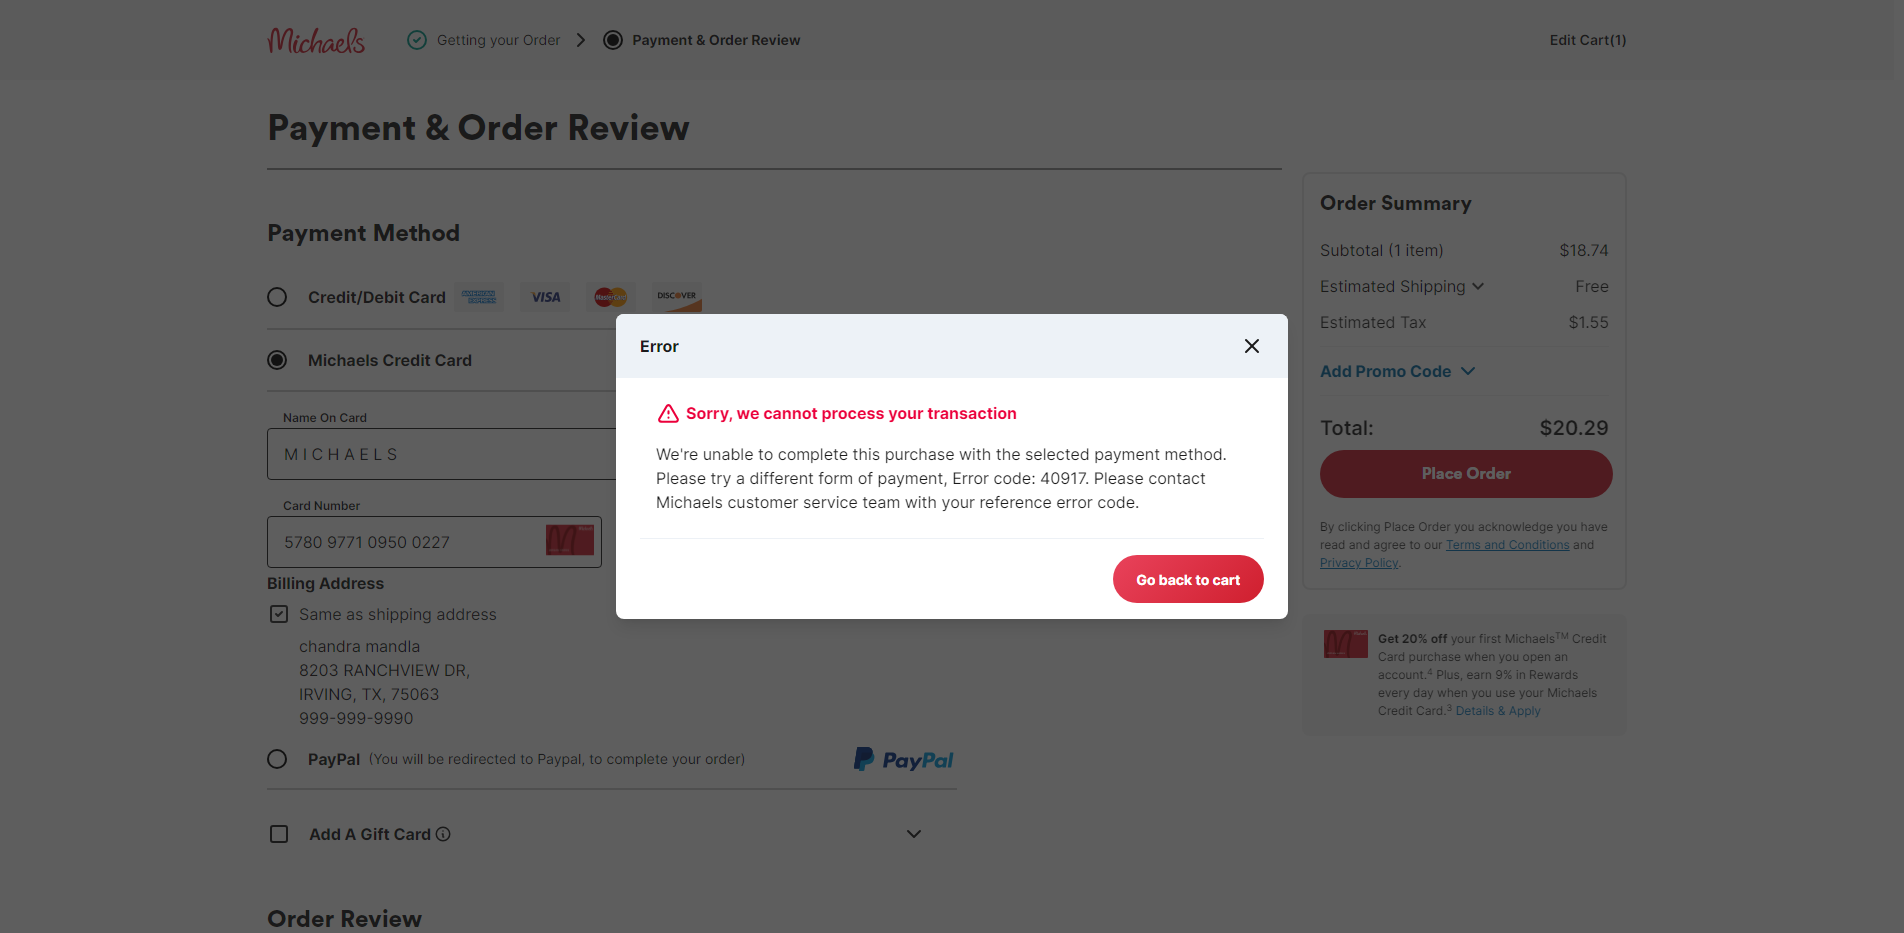 Michaels
Getting your Order
Payment & Order Review
Edit Cart(1)
Payment & Order Review
Payment Method
Credit/Debit Card
AMERICAN EXPRESS
VISA
MasterCard
DISCOVER
Michaels Credit Card
Name On Card
MICHAELS
Card Number
5780 9771 0950 0227
Billing Address
Same as shipping address
chandra mandla
8203 RANCHVIEW DR,
IRVING, TX, 75063
999-999-9990
PayPal (You will be redirected to Paypal, to complete your order)
PayPal
Add A Gift Card
Order Review
Error
Sorry, we cannot process your transaction
We're unable to complete this purchase with the selected payment method.
Please try a different form of payment, Error code: 40917. Please contact
Michaels customer service team with your reference error code.
Go back to cart
Order Summary
Subtotal (1 item) $18.74
Estimated Shipping Free
Estimated Tax $1.55
Add Promo Code
Total: $20.29
Place Order
By clicking Place Order you acknowledge you have
read and agree to our Terms and Conditions and
Privacy Policy.
Get 20% off your first Michaels™ Credit
Card purchase when you open an
account.⁴ Plus, earn 9% in Rewards
every day when you use your Michaels
Credit Card.³ Details & Apply